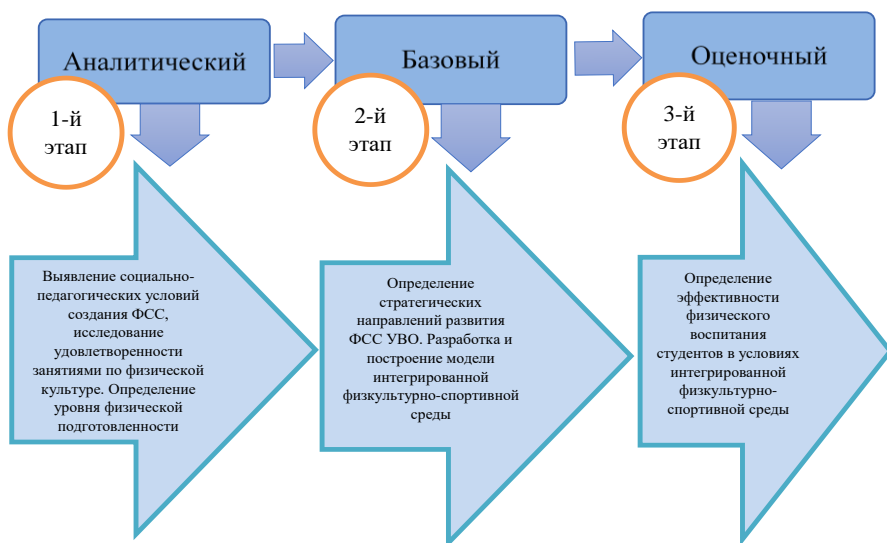 Аналитический
Базовый
Оценочный
1-й
этап
2-й
этап
3-й
этап
Выявление социально-
педагогических условий
создания ФСС,
исследование
удовлетворенности
занятиями по физической
культуре. Определение
уровня физической
подготовленности
Определение
стратегических
направлений развития
ФСС УВО. Разработка и
построение модели
интегрированной
физкультурно-спортивной
среды
Определение
эффективности
физического
воспитания
студентов в условиях
интегрированной
физкультурно-
спортивной среды